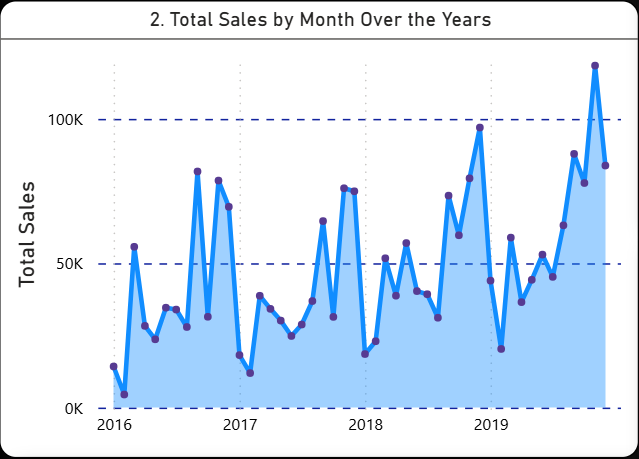 2. Total Sales by Month Over the Years
Total Sales
100K
50K
0K
2016 2017 2018 2019